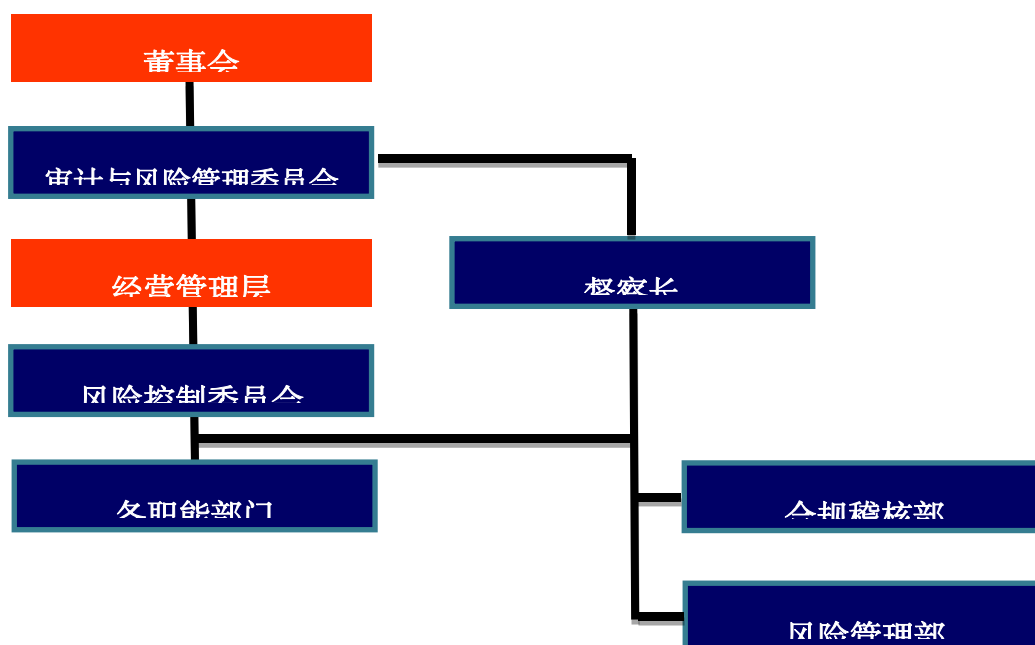 董事会
审计与风险管理委员会
经营管理层
督察长
风险控制委员会
各职能部门
合规稽核部
风险管理部